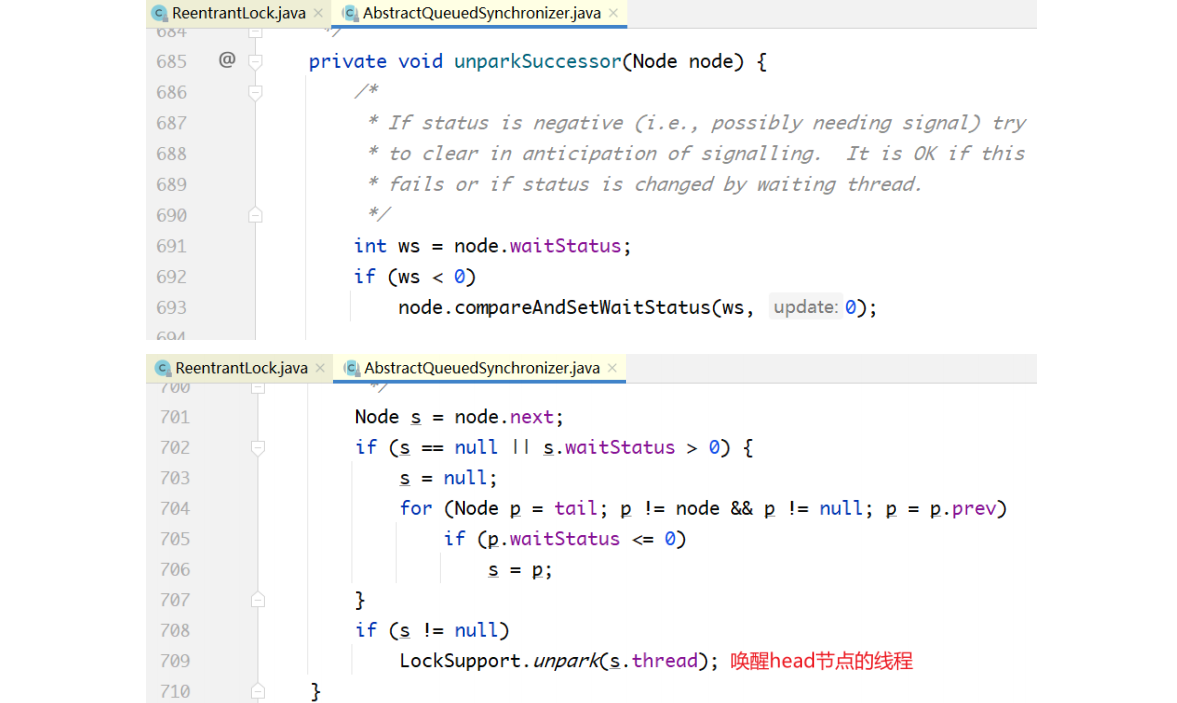 ReentrantLock.java × AbstractQueuedSynchronizer.java ×
684 */
685 @ private void unparkSuccessor(Node node) {
686 /*
687 * If status is negative (i.e., possibly needing signal) try
688 * to clear in anticipation of signalling.  It is OK if this
689 * fails or if status is changed by waiting thread.
690 */
691 int ws = node.waitStatus;
692 if (ws < 0)
693 node.compareAndSetWaitStatus(ws, update: 0);
694
ReentrantLock.java × AbstractQueuedSynchronizer.java ×
700 */
701 Node s = node.next;
702 if (s == null || s.waitStatus > 0) {
703 s = null;
704 for (Node p = tail; p != node && p != null; p = p.prev)
705 if (p.waitStatus <= 0)
706 s = p;
707 }
708 if (s != null)
709 LockSupport.unpark(s.thread); 唤醒head节点的线程
710 }